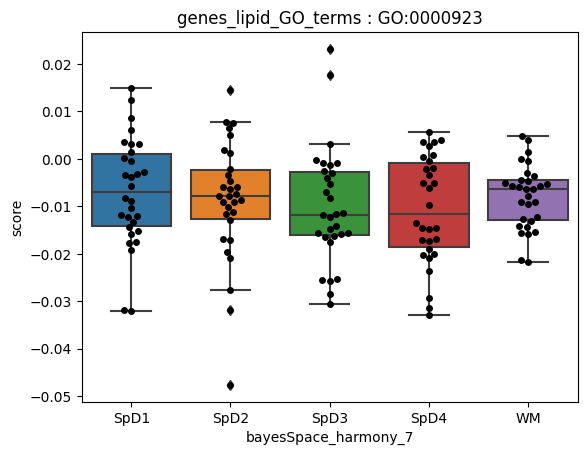 genes_lipid_GO_terms : GO:0000923
0.02
0.01
0.00
−0.01
−0.02
−0.03
−0.04
−0.05
score
SpD1 SpD2 SpD3 SpD4 WM
bayesSpace_harmony_7